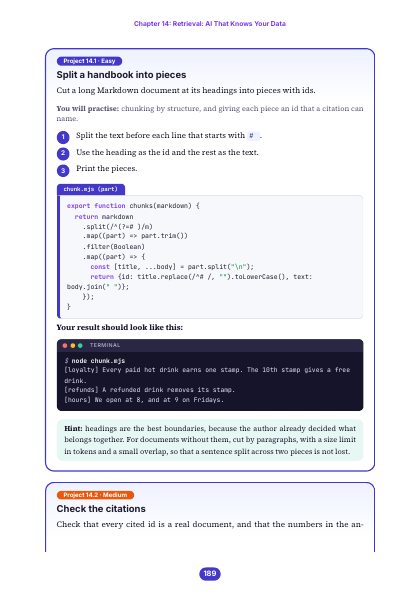 Chapter 14: Retrieval: AI That Knows Your Data
Project 14.1 · Easy
Split a handbook into pieces
Cut a long Markdown document at its headings into pieces with ids.
You will practise: chunking by structure, and giving each piece an id that a citation can
name.
1 Split the text before each line that starts with # .
2 Use the heading as the id and the rest as the text.
3 Print the pieces.
chunk.mjs (part)
export function chunks(markdown) {
  return markdown
    .split(/^(?=# )/m)
    .map((part) => part.trim())
    .filter(Boolean)
    .map((part) => {
      const [title, ...body] = part.split("\n");
      return {id: title.replace(/^# /, "").toLowerCase(), text:
body.join(" ")};
    });
}
Your result should look like this:
TERMINAL
$ node chunk.mjs
[loyalty] Every paid hot drink earns one stamp. The 10th stamp gives a free
drink.
[refunds] A refunded drink removes its stamp.
[hours] We open at 8, and at 9 on Fridays.
Hint: headings are the best boundaries, because the author already decided what
belongs together. For documents without them, cut by paragraphs, with a size limit
in tokens and a small overlap, so that a sentence split across two pieces is not lost.
Project 14.2 · Medium
Check the citations
Check that every cited id is a real document, and that the numbers in the an-
189